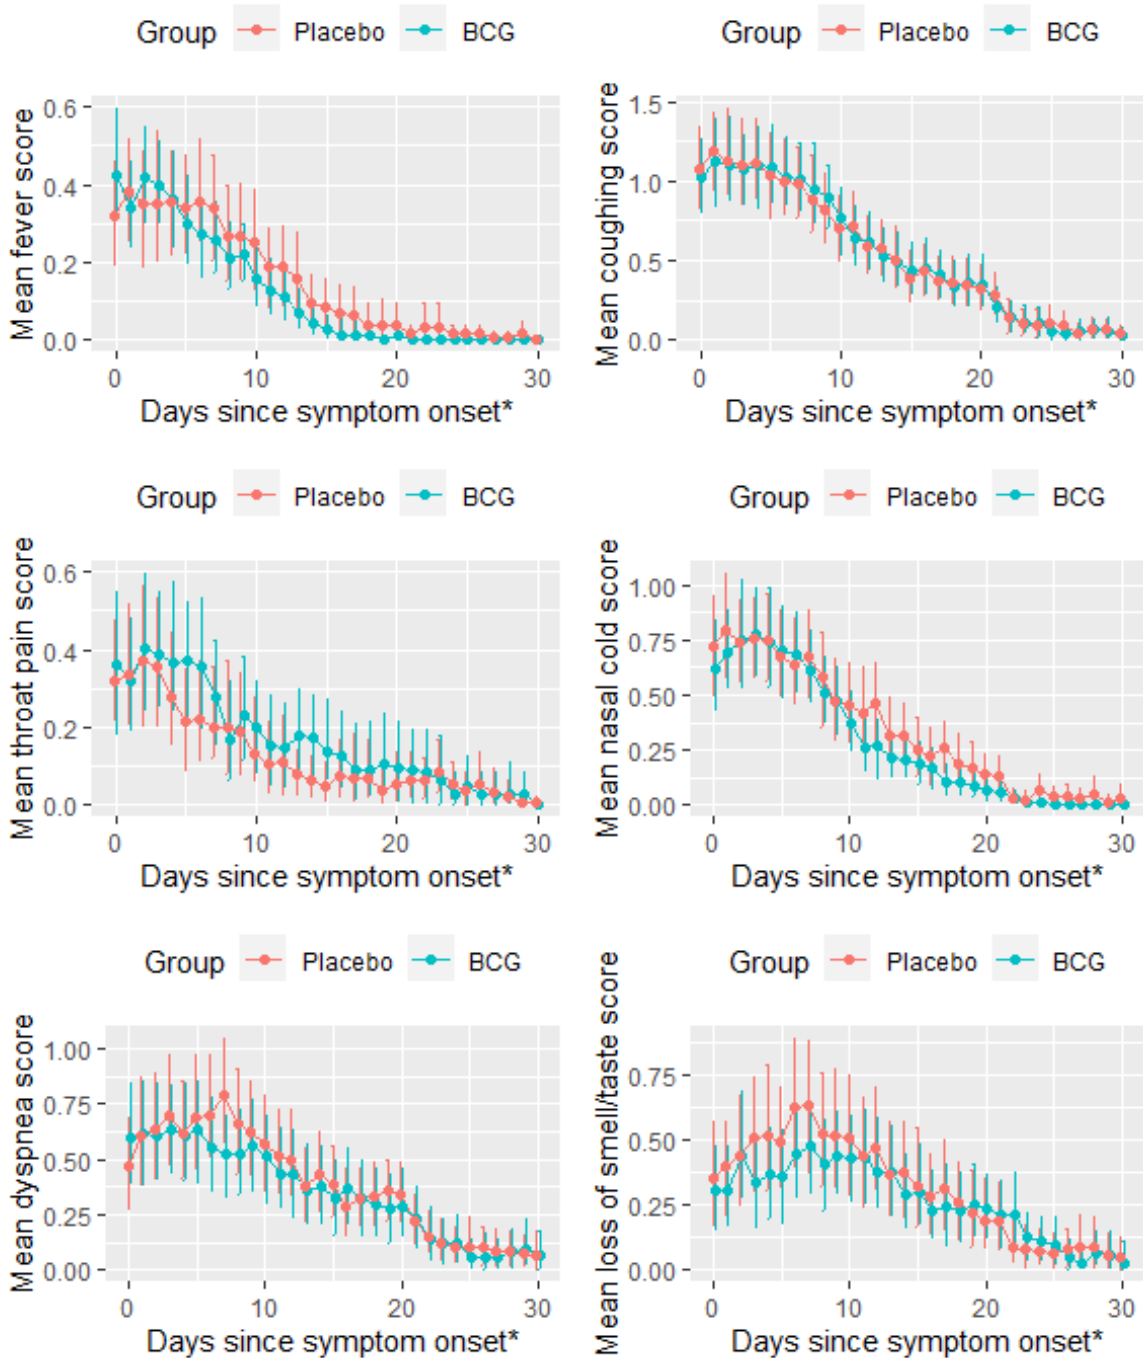 Group Placebo BCG
Mean fever score
0.6
0.4
0.2
0.0
0 10 20 30
Days since symptom onset*
Group Placebo BCG
Mean coughing score
1.5
1.0
0.5
0.0
0 10 20 30
Days since symptom onset*
Group Placebo BCG
Mean throat pain score
0.6
0.4
0.2
0.0
0 10 20 30
Days since symptom onset*
Group Placebo BCG
Mean nasal cold score
1.00
0.75
0.50
0.25
0.00
0 10 20 30
Days since symptom onset*
Group Placebo BCG
Mean dyspnea score
1.00
0.75
0.50
0.25
0.00
0 10 20 30
Days since symptom onset*
Group Placebo BCG
Mean loss of smell/taste score
0.75
0.50
0.25
0.00
0 10 20 30
Days since symptom onset*